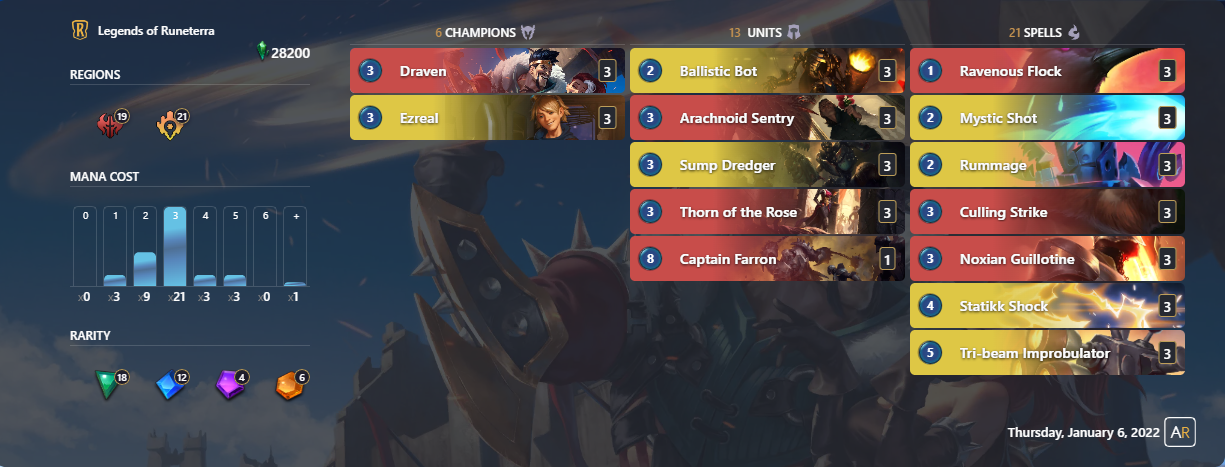 Legends of Runeterra
28200
REGIONS
19
21
MANA COST
0 1 2 3 4 5 6 +
x0 x3 x9 x21 x3 x3 x0 x1
RARITY
18
12
4
6
6 CHAMPIONS
3 Draven 3
3 Ezreal 3
13 UNITS
2 Ballistic Bot 3
3 Arachnoid Sentry 3
3 Sump Dredger 3
3 Thorn of the Rose 3
8 Captain Farron 1
21 SPELLS
1 Ravenous Flock 3
2 Mystic Shot 3
2 Rummage 3
3 Culling Strike 3
3 Noxian Guillotine 3
4 Statikk Shock 3
5 Tri-beam Improbulator 3
Thursday, January 6, 2022 AR